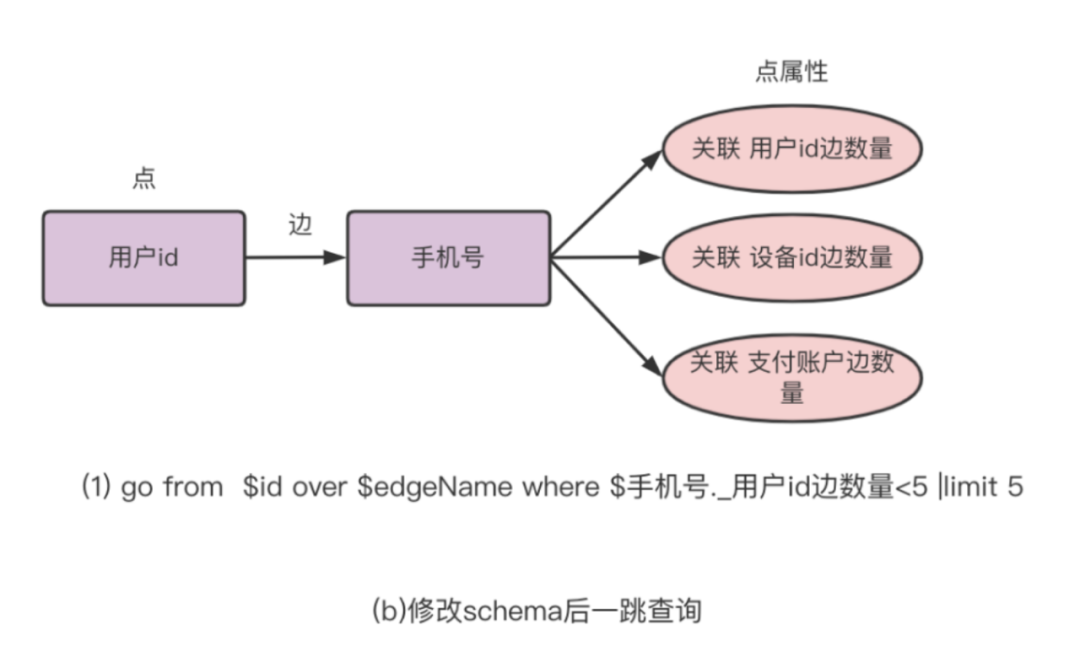 点属性
关联 用户id边数量
点
边
用户id
手机号
关联 设备id边数量
关联 支付账户边数
量
(1) go from  $id over $edgeName where $手机号._用户id边数量<5 |limit 5
(b)修改schema后一跳查询